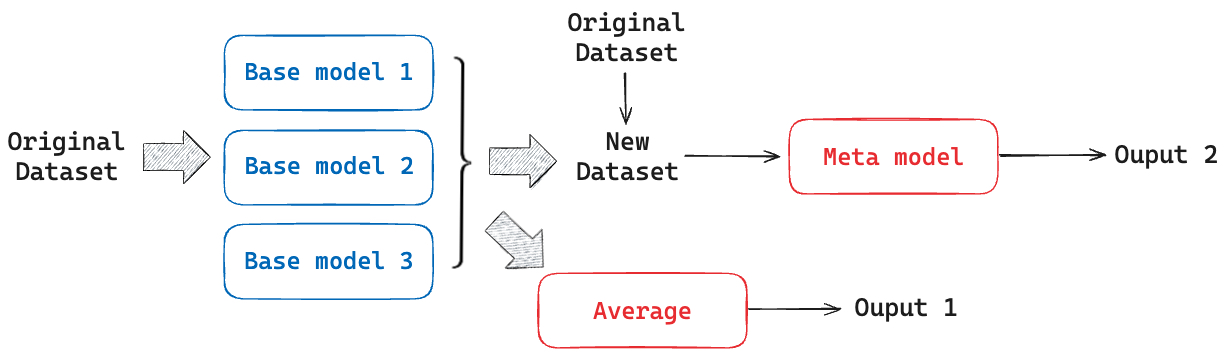 Original
Dataset
Base model 1
Base model 2
Base model 3
Original
Dataset
New
Dataset
Meta model
Ouput 2
Average
Ouput 1